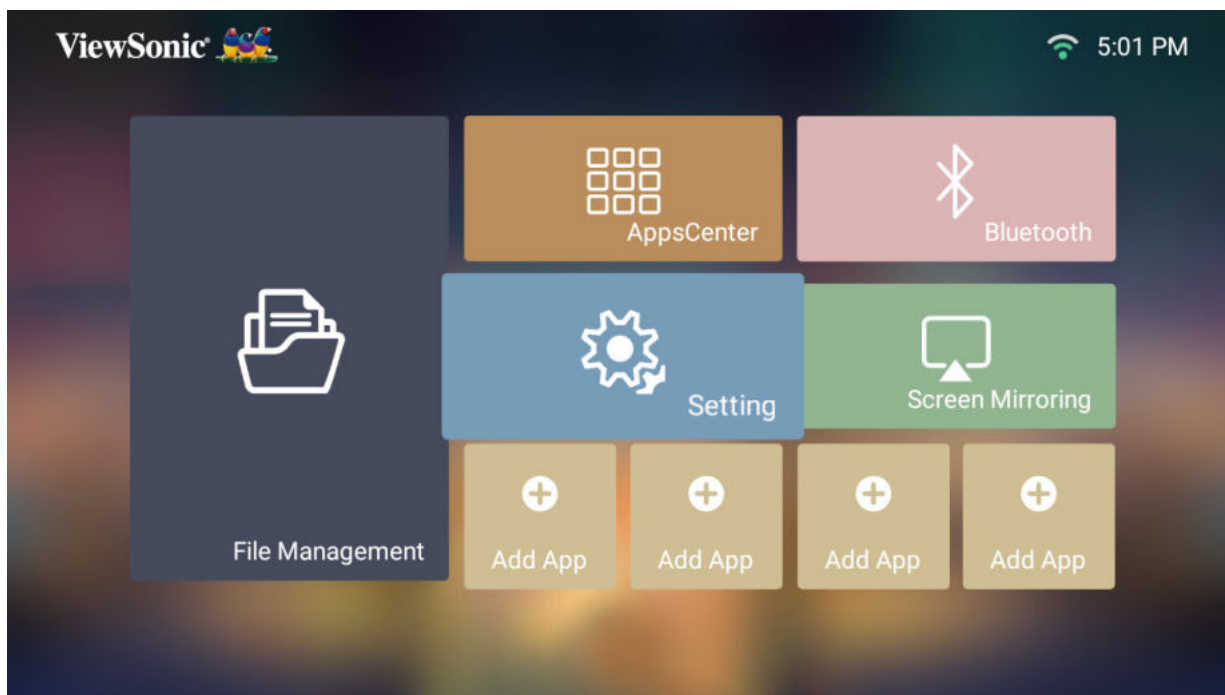 ViewSonic®
5:01 PM
AppsCenter
Bluetooth
Setting
Screen Mirroring
File Management
Add App
Add App
Add App
Add App